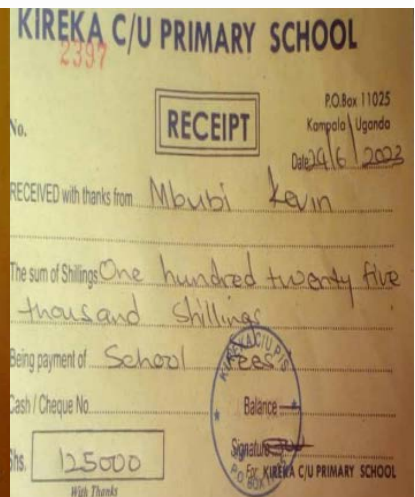 KIREKA C/U PRIMARY SCHOOL
2397
P.O.Box 11025
No. RECEIPT Kampala Uganda
Date 24/6/2023
RECEIVED with thanks from Mbubi Kevin
The sum of Shillings One hundred twenty five
thousand Shillings
Being payment of School Fees
Cash / Cheque No Balance
KIREKA C/U P/S
Signature
Shs. 125000 For: KIREKA C/U PRIMARY SCHOOL
P.O BOX
With Thanks